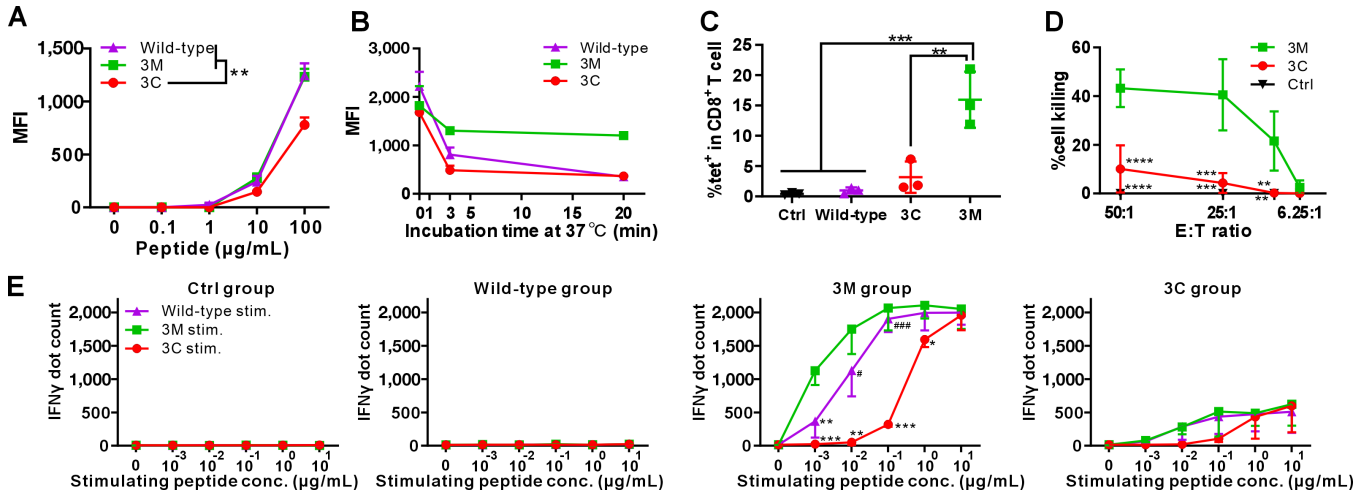 A
1,500
1,000
500
0
MFI
Wild-type
3M
3C
**
0 0.1 1 10 100
Peptide (µg/mL)
B
3,000
2,000
1,000
0
MFI
Wild-type
3M
3C
0 1 3 5 10 15 20
Incubation time at 37°C (min)
C
25
20
15
10
5
0
%tet+ in CD8+ T cell
***
**
Ctrl Wild-type 3C 3M
D
60
40
20
0
%cell killing
3M
3C
Ctrl
****
****
***
***
**
**
50:1 25:1 6.25:1
E:T ratio
E
Ctrl group
2,000
1,500
1,000
500
0
IFNγ dot count
Wild-type stim.
3M stim.
3C stim.
0 10-3 10-2 10-1 100 101
Stimulating peptide conc. (µg/mL)
Wild-type group
2,000
1,500
1,000
500
0
IFNγ dot count
0 10-3 10-2 10-1 100 101
Stimulating peptide conc. (µg/mL)
3M group
2,000
1,500
1,000
500
0
IFNγ dot count
###
*
#
**
***
**
***
0 10-3 10-2 10-1 100 101
Stimulating peptide conc. (µg/mL)
3C group
2,000
1,500
1,000
500
0
IFNγ dot count
0 10-3 10-2 10-1 100 101
Stimulating peptide conc. (µg/mL)